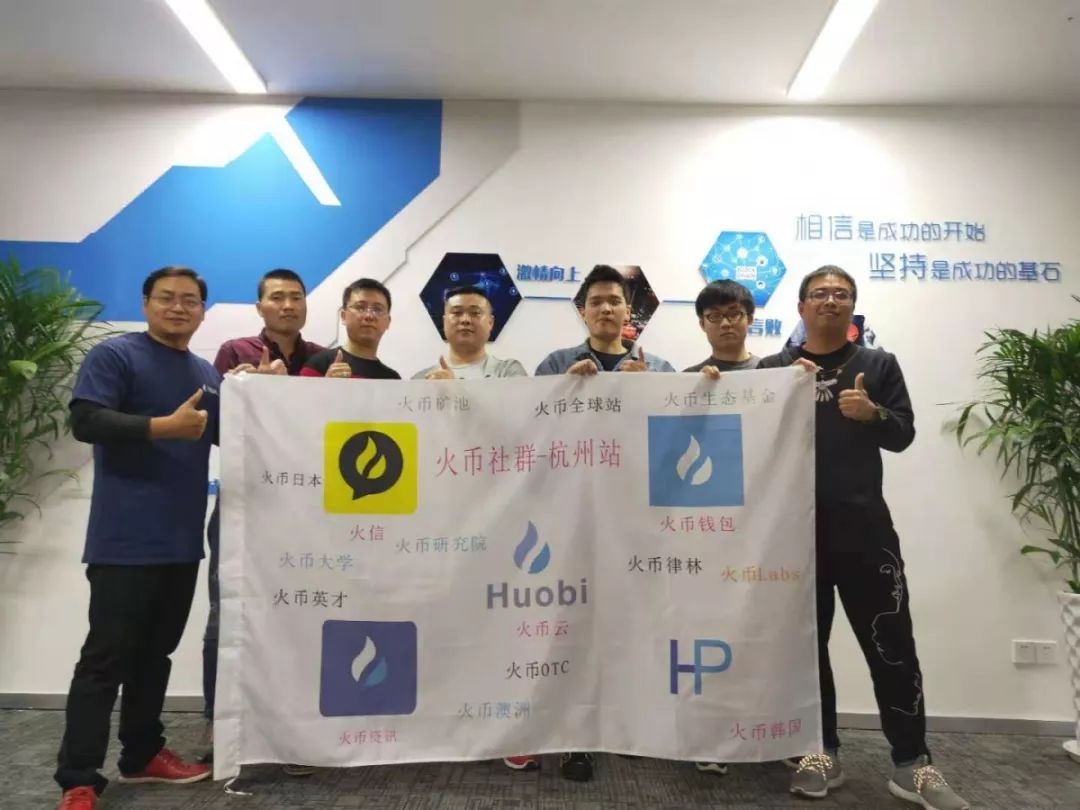 相信是成功的开始
坚持是成功的基石
激情向上
言败
火币矿池
火币全球站
火币生态基金
火币社群-杭州站
火币日本
火信
火币研究院
火币钱包
火币大学
火币律林
火币Labs
火币英才
Huobi
火币云
火币OTC
HP
火币澳洲
火币资讯
火币韩国